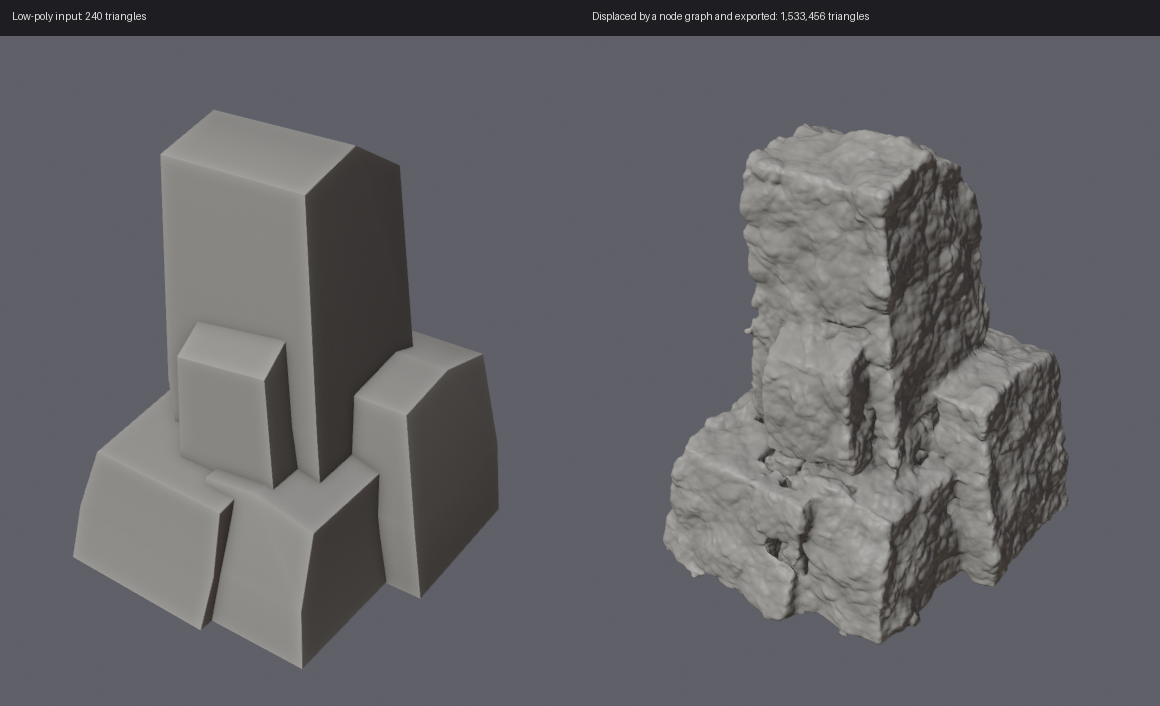 Low-poly input: 240 triangles
Displaced by a node graph and exported: 1,533,456 triangles